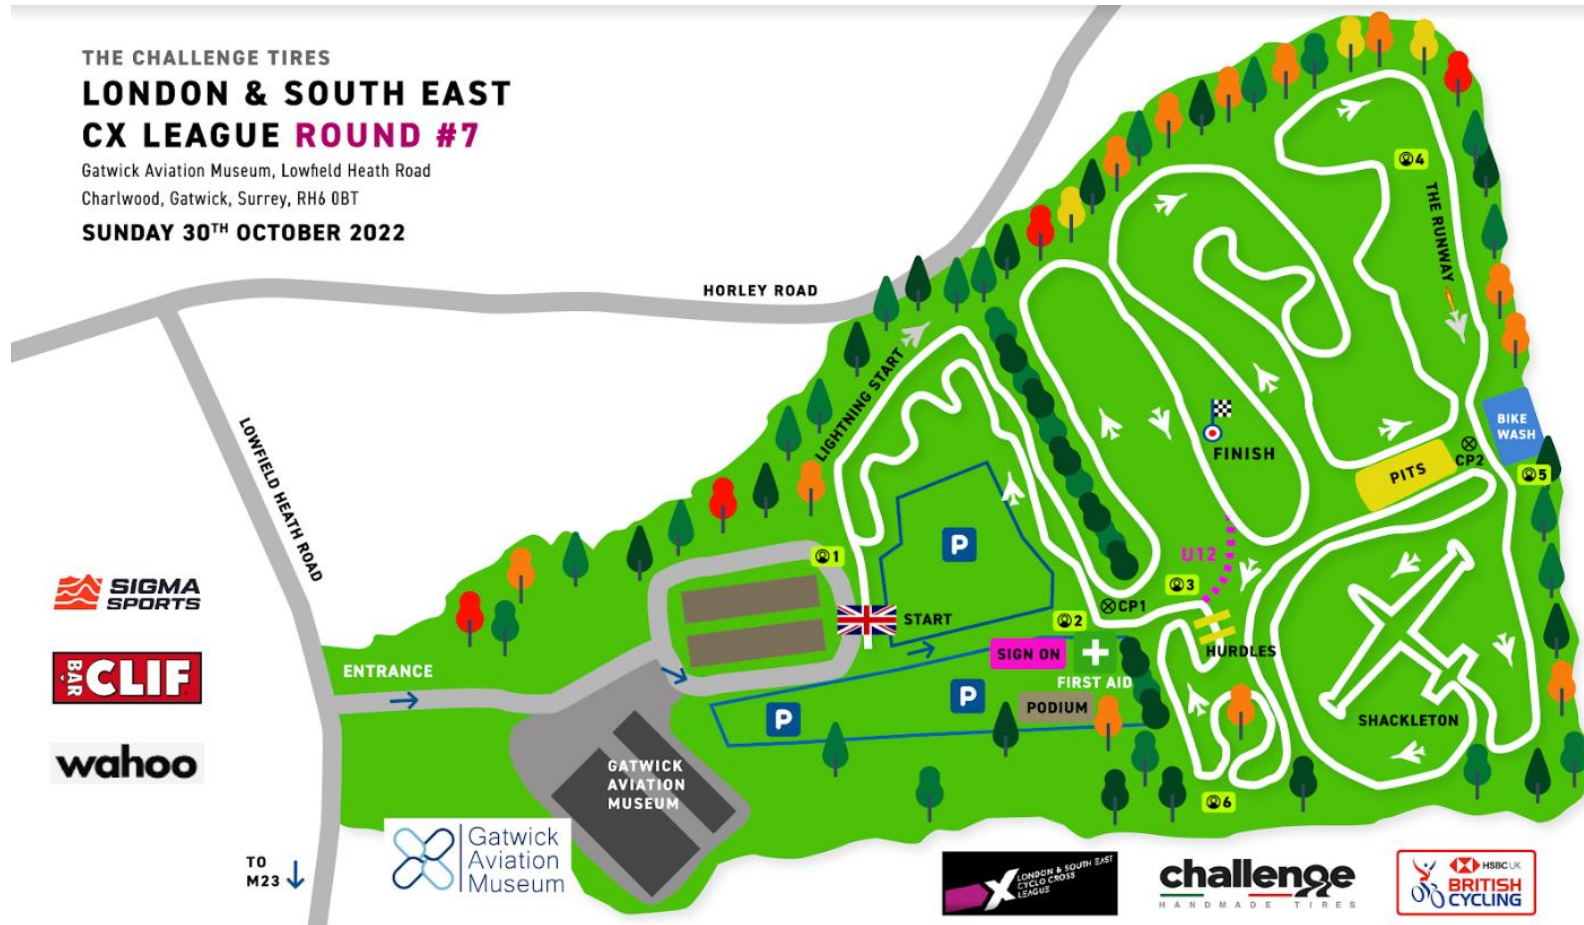 THE CHALLENGE TIRES
LONDON & SOUTH EAST
CX LEAGUE ROUND #7
Gatwick Aviation Museum, Lowfield Heath Road
Charlwood, Gatwick, Surrey, RH6 0BT
SUNDAY 30TH OCTOBER 2022
HORLEY ROAD
LOWFIELD HEATH ROAD
LIGHTNING START
THE RUNWAY
4
FINISH
BIKE
WASH
PITS
CP2
5
U12
1
3
CP1
2
START
SIGN ON
HURDLES
FIRST AID
PODIUM
ENTRANCE
P
P
P
SHACKLETON
6
GATWICK
AVIATION
MUSEUM
SIGMA
SPORTS
CLIF
BAR
wahoo
TO
M23
Gatwick
Aviation
Museum
X
LONDON & SOUTH EAST
CYCLO CROSS
LEAGUE
challenge
HANDMADE TIRES
HSBC UK
BRITISH
CYCLING